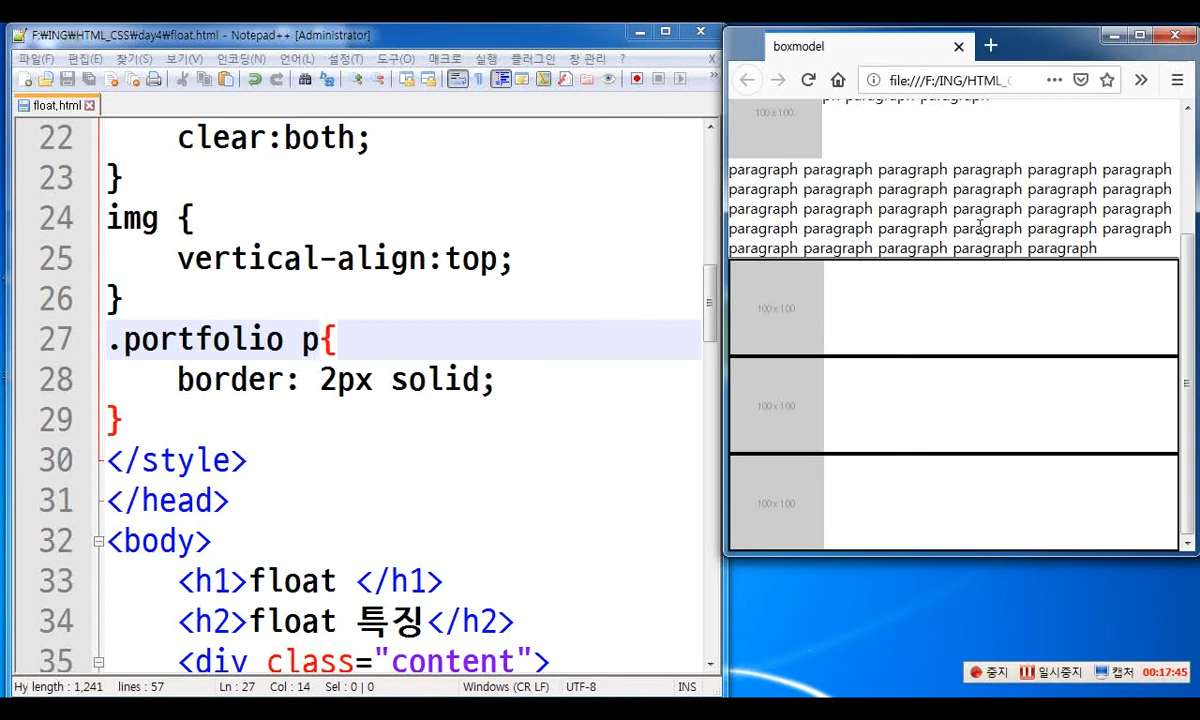 F:₩ING₩HTML_CSS₩day4₩float.html - Notepad++ [Administrator]
파일(F) 편집(E) 찾기(S) 보기(V) 인코딩(N) 언어(L) 설정(T) 도구(O) 매크로 실행 플러그인 창 관리 ? X
float.html
22 clear:both;
23 }
24 img {
25 vertical-align:top;
26 }
27 .portfolio p{
28 border: 2px solid;
29 }
30 </style>
31 </head>
32 <body>
33 <h1>float </h1>
34 <h2>float 특징</h2>
35 <div class="content">
Hy length : 1,241 lines : 57 Ln : 27 Col : 14 Sel : 0 | 0 Windows (CR LF) UTF-8 INS
boxmodel
file:///F:/ING/HTML_C
ph paragraph paragraph
100 x 100
paragraph paragraph paragraph paragraph paragraph paragraph
paragraph paragraph paragraph paragraph paragraph paragraph
paragraph paragraph paragraph paragraph paragraph paragraph
paragraph paragraph paragraph paragraph paragraph paragraph
paragraph paragraph paragraph paragraph paragraph
100 x 100
100 x 100
100 x 100
중지 일시중지 캡처 00:17:45